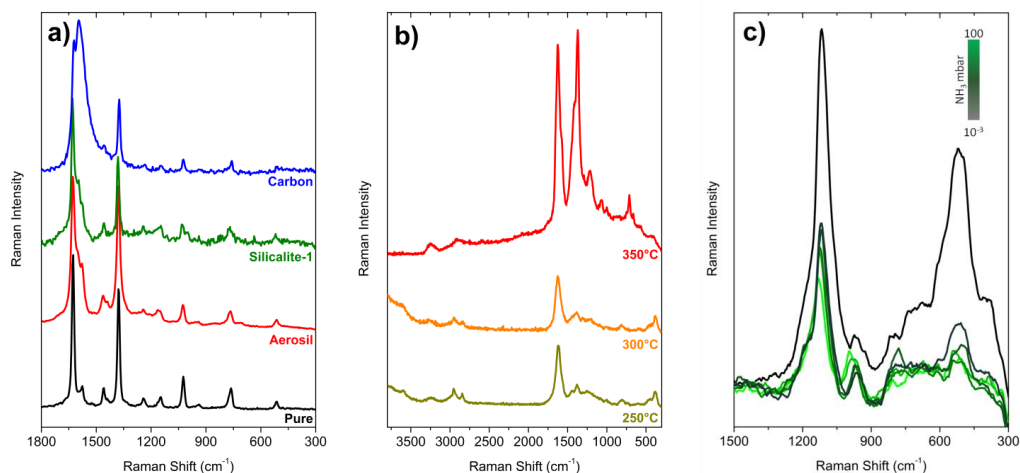 a)
Carbon
Silicalite-1
Aerosil
Pure
Raman Intensity
1800 1500 1200 900 600 300
Raman Shift (cm⁻¹)
b)
350°C
300°C
250°C
Raman Intensity
3500 3000 2500 2000 1500 1000 500
Raman Shift (cm⁻¹)
c)
100
NH₃ mbar
10⁻³
Raman Intensity
1500 1200 900 600 300
Raman Shift (cm⁻¹)